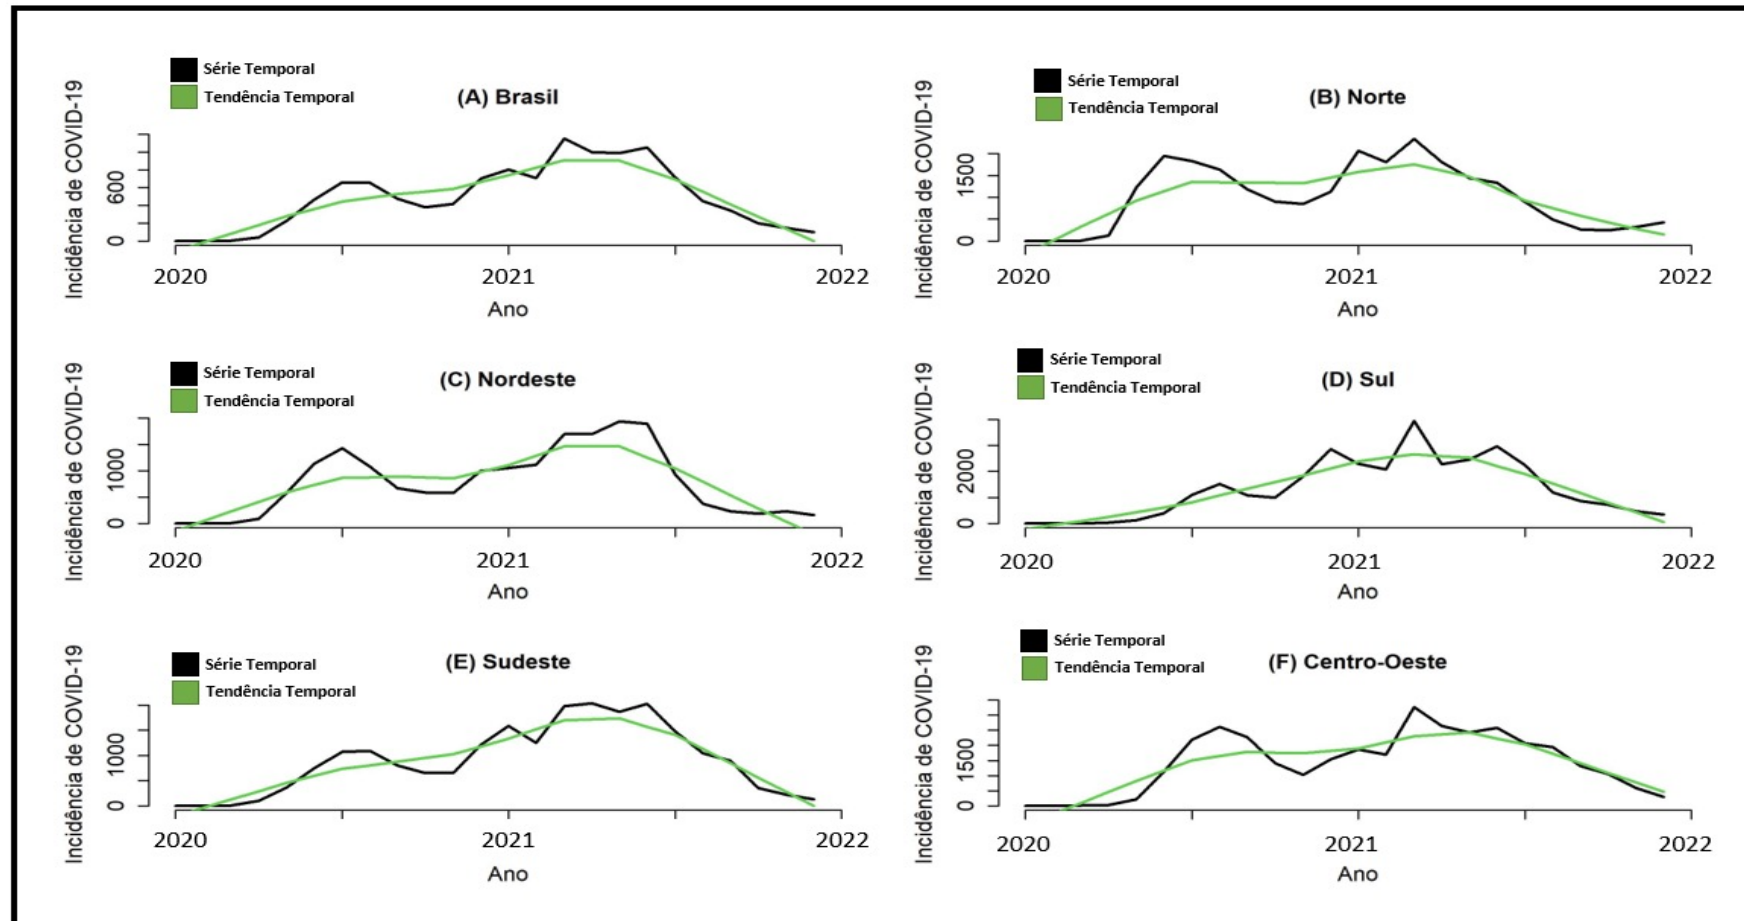 Série Temporal
Tendência Temporal
(A) Brasil
Incidência de COVID-19
600
0
2020
2021
2022
Ano
Série Temporal
Tendência Temporal
(B) Norte
Incidência de COVID-19
1500
0
2020
2021
2022
Ano
Série Temporal
Tendência Temporal
(C) Nordeste
Incidência de COVID-19
1000
0
2020
2021
2022
Ano
Série Temporal
Tendência Temporal
(D) Sul
Incidência de COVID-19
2000
0
2020
2021
2022
Ano
Série Temporal
Tendência Temporal
(E) Sudeste
Incidência de COVID-19
1000
0
2020
2021
2022
Ano
Série Temporal
Tendência Temporal
(F) Centro-Oeste
Incidência de COVID-19
1500
0
2020
2021
2022
Ano